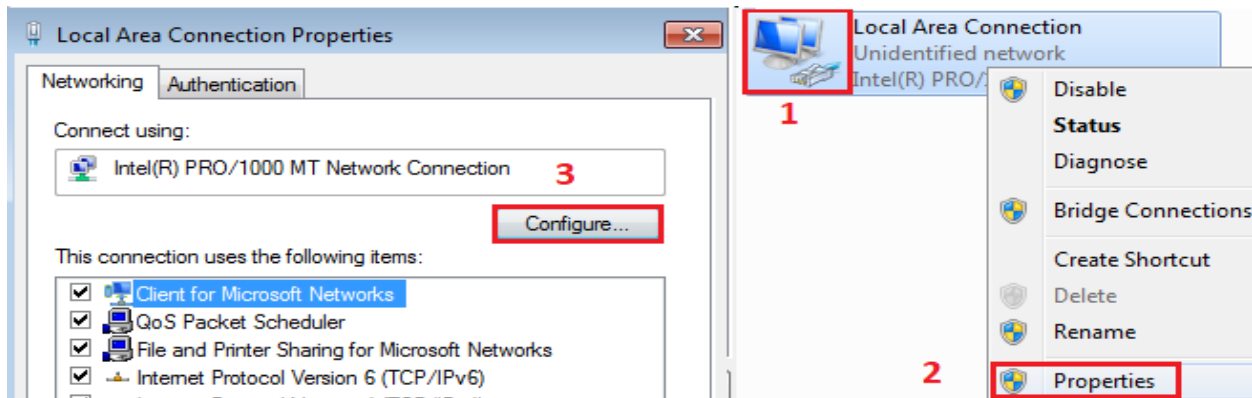 Local Area Connection Properties
Networking
Authentication
Connect using:
Intel(R) PRO/1000 MT Network Connection
3
Configure...
This connection uses the following items:
Client for Microsoft Networks
QoS Packet Scheduler
File and Printer Sharing for Microsoft Networks
Internet Protocol Version 6 (TCP/IPv6)
Local Area Connection
Unidentified network
Intel(R) PRO/
1
Disable
Status
Diagnose
Bridge Connections
Create Shortcut
Delete
Rename
2
Properties